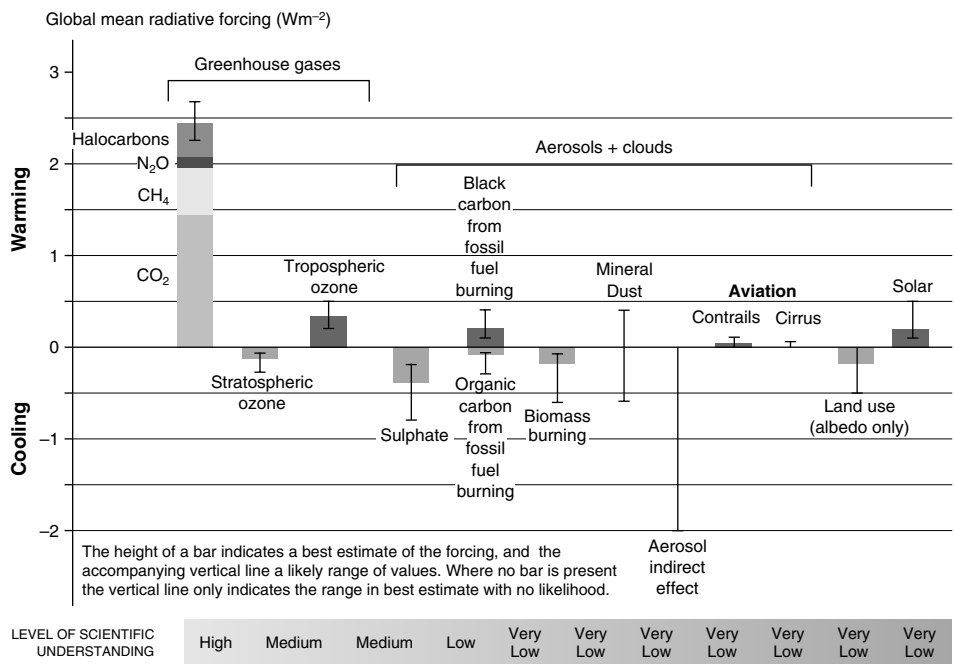 Global mean radiative forcing (Wm⁻²)
Warming
Cooling
3
2
1
0
–1
–2
Greenhouse gases
Halocarbons
N₂O
CH₄
CO₂
Stratospheric
ozone
Tropospheric
ozone
Aerosols + clouds
Sulphate
Black
carbon
from
fossil
fuel
burning
Organic
carbon
from
fossil
fuel
burning
Biomass
burning
Mineral
Dust
Aerosol
indirect
effect
Aviation
Contrails
Cirrus
Land use
(albedo only)
Solar
The height of a bar indicates a best estimate of the forcing, and the
accompanying vertical line a likely range of values. Where no bar is present
the vertical line only indicates the range in best estimate with no likelihood.
LEVEL OF SCIENTIFIC
UNDERSTANDING
High
Medium
Medium
Low
Very
Low
Very
Low
Very
Low
Very
Low
Very
Low
Very
Low
Very
Low